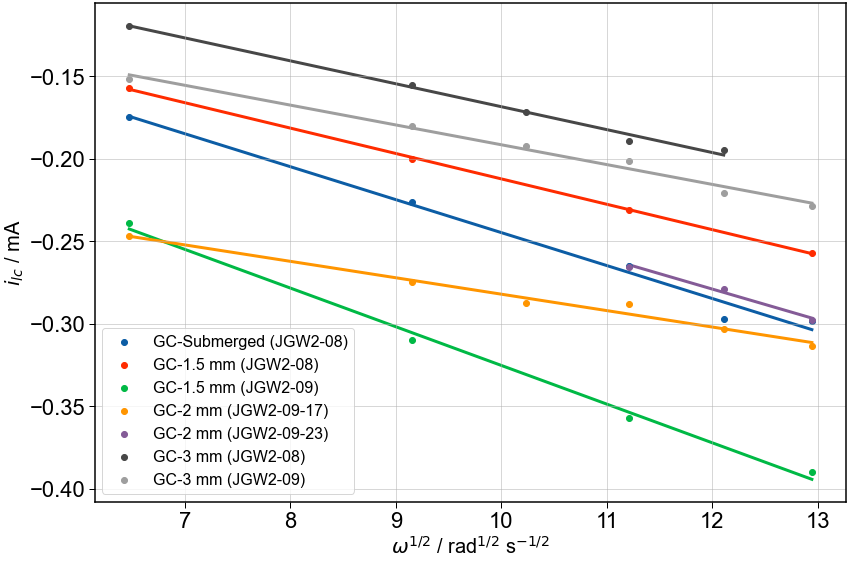 −0.15
−0.20
−0.25
−0.30
−0.35
−0.40
i_lc / mA
GC-Submerged (JGW2-08)
GC-1.5 mm (JGW2-08)
GC-1.5 mm (JGW2-09)
GC-2 mm (JGW2-09-17)
GC-2 mm (JGW2-09-23)
GC-3 mm (JGW2-08)
GC-3 mm (JGW2-09)
7 8 9 10 11 12 13
ω^{1/2} / rad^{1/2} s^{−1/2}